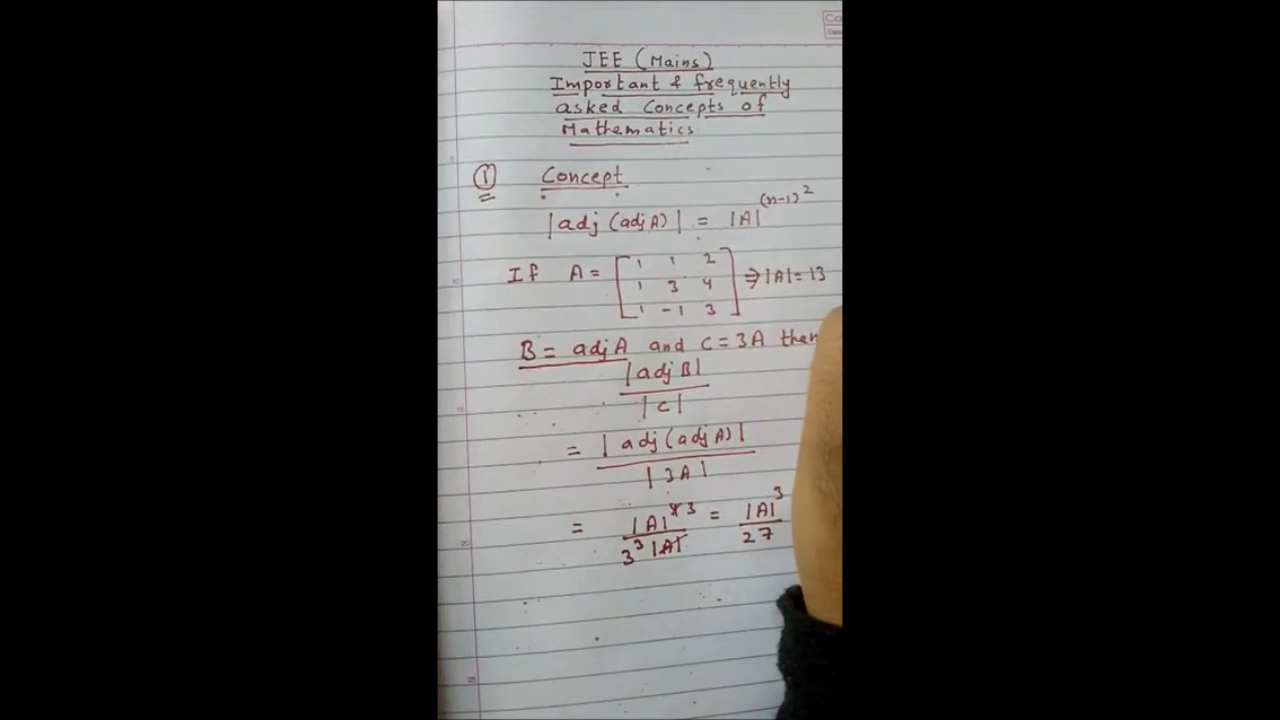 JEE (Mains)
Important & frequently
asked Concepts of
Mathematics
① Concept
|adj (adj A)| = |A|^(n-1)^2
If A = [1 1 2
1 3 4
1 -1 3] ⇒ |A| = 13
B = adj A and C = 3A then
|adj B|
|C|
= |adj (adj A)|
|3A|
= |A|^4 3 = |A|^3
3^3 |A| 27